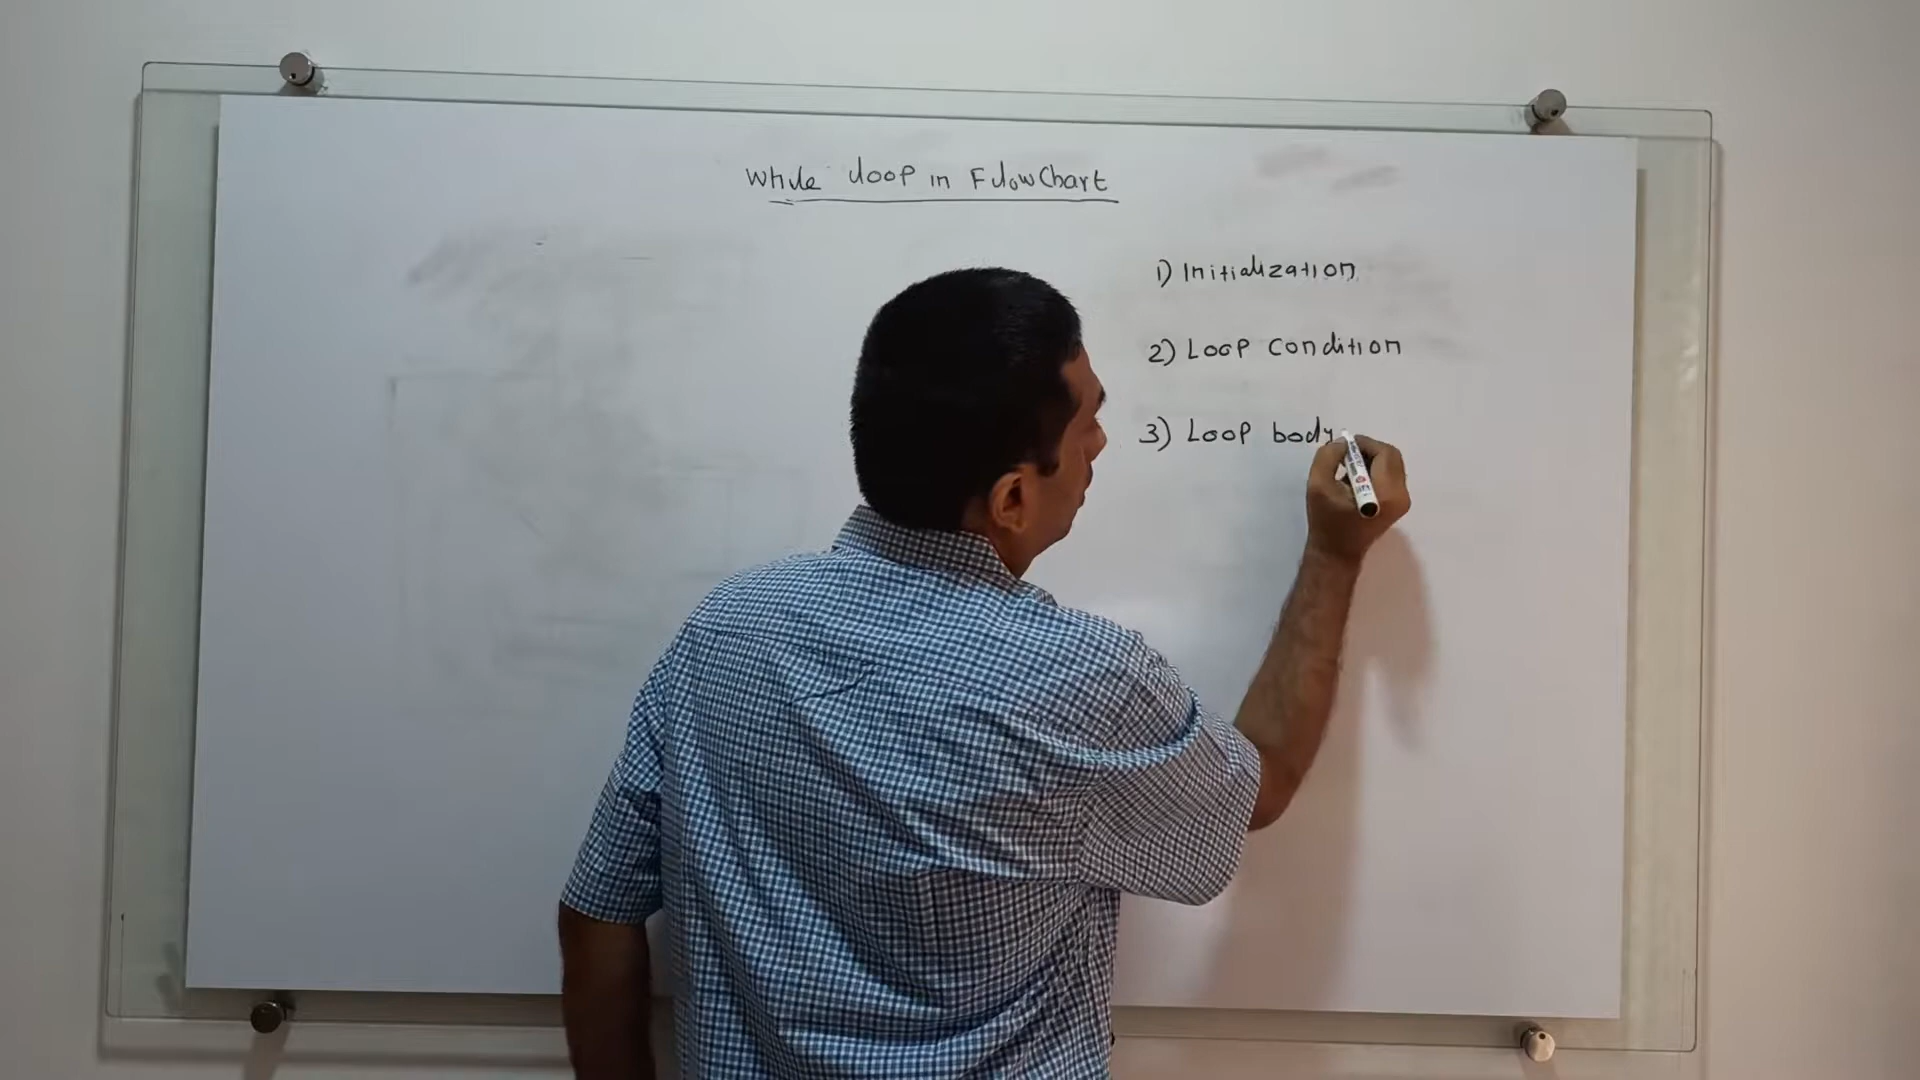 While loop in FlowChart
1) Initialization
2) Loop condition
3) Loop body